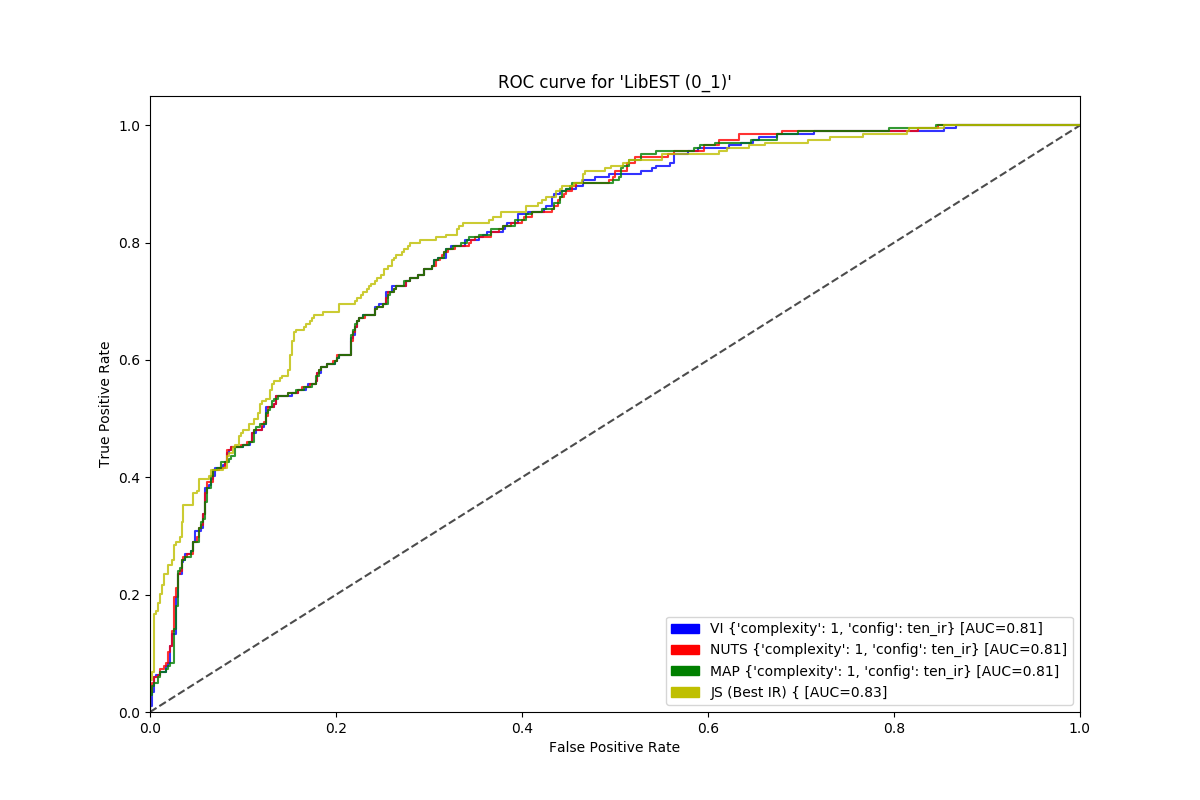 ROC curve for 'LibEST (0_1)'
True Positive Rate
1.0
0.8
0.6
0.4
0.2
0.0
0.0 0.2 0.4 0.6 0.8 1.0
False Positive Rate
VI {'complexity': 1, 'config': ten_ir} [AUC=0.81]
NUTS {'complexity': 1, 'config': ten_ir} [AUC=0.81]
MAP {'complexity': 1, 'config': ten_ir} [AUC=0.81]
JS (Best IR) { [AUC=0.83]